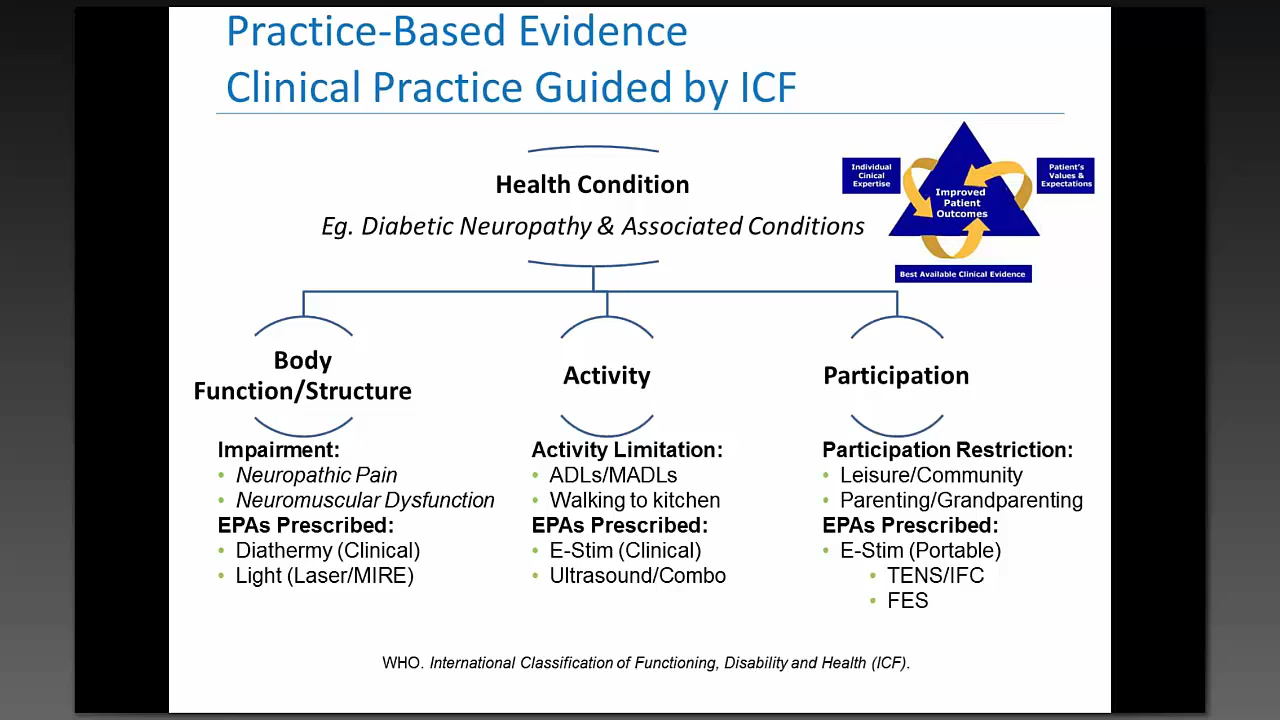 Practice-Based Evidence
Clinical Practice Guided by ICF
Health Condition
Eg. Diabetic Neuropathy & Associated Conditions
Individual
Clinical
Expertise
Patient's
Values &
Expectations
Improved
Patient
Outcomes
Best Available Clinical Evidence
Body
Function/Structure
Impairment:
• Neuropathic Pain
• Neuromuscular Dysfunction
EPAs Prescribed:
• Diathermy (Clinical)
• Light (Laser/MIRE)
Activity
Activity Limitation:
• ADLs/MADLs
• Walking to kitchen
EPAs Prescribed:
• E-Stim (Clinical)
• Ultrasound/Combo
Participation
Participation Restriction:
• Leisure/Community
• Parenting/Grandparenting
EPAs Prescribed:
• E-Stim (Portable)
• TENS/IFC
• FES
WHO. International Classification of Functioning, Disability and Health (ICF).